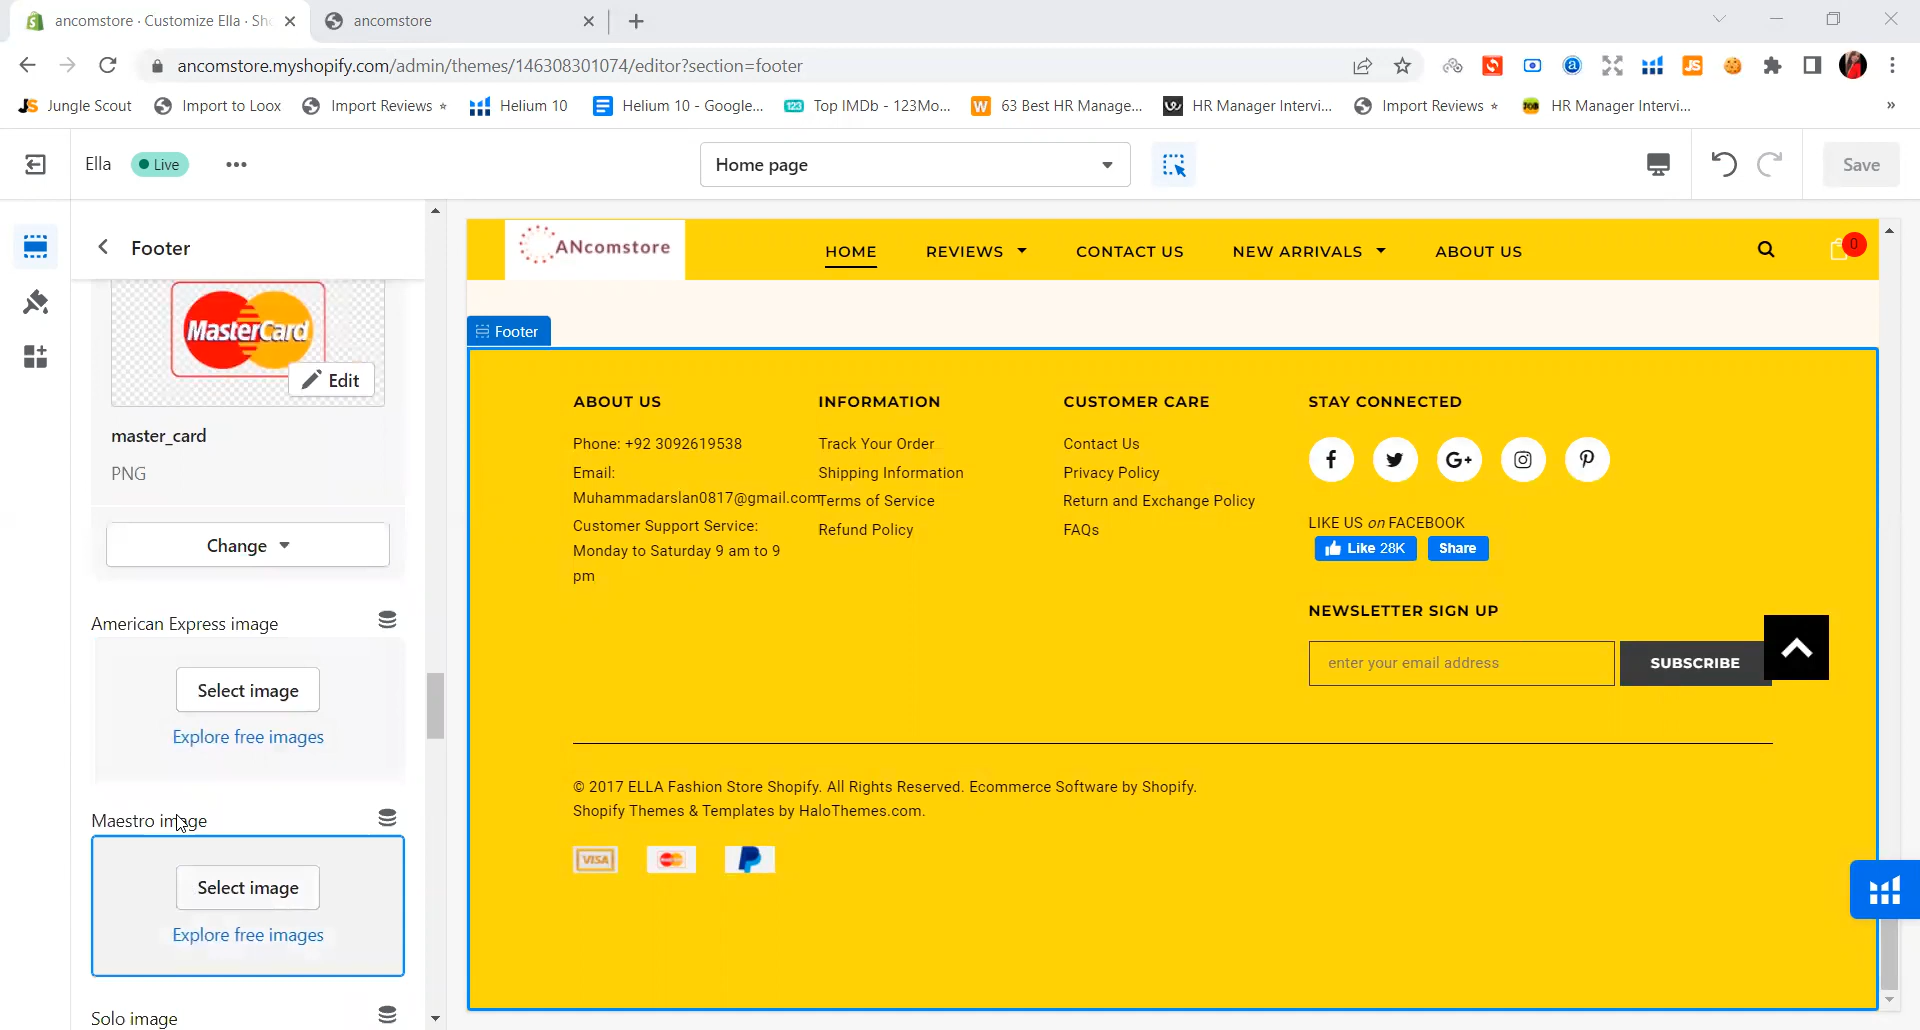 ancomstore · Customize Ella · Sh
ancomstore
ancomstore.myshopify.com/admin/themes/146308301074/editor?section=footer
JS
Jungle Scout
Import to Loox
Import Reviews
Helium 10
Helium 10 - Google...
123
Top IMDb - 123Mo...
W
63 Best HR Manage...
HR Manager Intervi...
Import Reviews
JOB
HR Manager Intervi...
»
Ella
Live
Home page
Save
Footer
MasterCard
Edit
master_card
PNG
Change
American Express image
Select image
Explore free images
Maestro image
Select image
Explore free images
Solo image
ANcomstore
HOME
REVIEWS
CONTACT US
NEW ARRIVALS
ABOUT US
0
Footer
ABOUT US
Phone: +92 3092619538
Email:
Muhammadarslan0817@gmail.com
Customer Support Service:
Monday to Saturday 9 am to 9
pm
INFORMATION
Track Your Order
Shipping Information
Terms of Service
Refund Policy
CUSTOMER CARE
Contact Us
Privacy Policy
Return and Exchange Policy
FAQs
STAY CONNECTED
G+
LIKE US on FACEBOOK
Like 28K
Share
NEWSLETTER SIGN UP
enter your email address
SUBSCRIBE
© 2017 ELLA Fashion Store Shopify. All Rights Reserved. Ecommerce Software by Shopify.
Shopify Themes & Templates by HaloThemes.com.
VISA